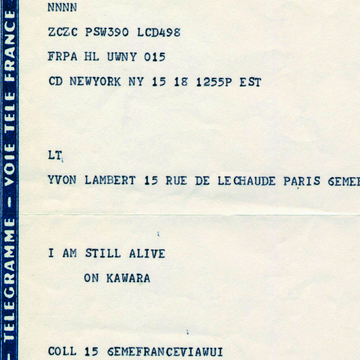 NNNN
ZCZC PSW390 LCD498
FRPA HL UWNY 015
CD NEWYORK NY 15 18 1255P EST
LT
YVON LAMBERT 15 RUE DE LECHAUDE PARIS 6EME
I AM STILL ALIVE
ON KAWARA
COLL 15 6EMEFRANCEVIAWUI
— TELEGRAMME — VOIE TELE FRANCE